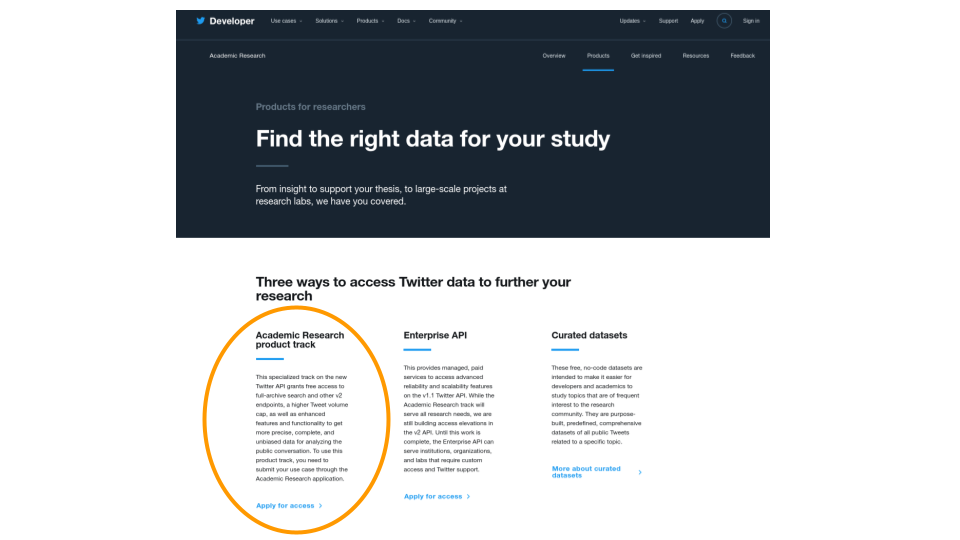 Developer Use cases Solutions Products Docs Community Updates Support Apply Sign in
Academic Research Overview Products Get inspired Resources Feedback
Products for researchers
Find the right data for your study
From insight to support your thesis, to large-scale projects at
research labs, we have you covered.
Three ways to access Twitter data to further your
research
Academic Research
product track
This specialized track on the new
Twitter API grants free access to
full-archive search and other v2
endpoints, a higher Tweet volume
cap, as well as enhanced
features and functionality to get
more precise, complete, and
unbiased data for analyzing the
public conversation. To use this
product track, you need to
submit your use case through the
Academic Research application.
Apply for access
Enterprise API
This provides managed, paid
services to access advanced
reliability and scalability features
on the v1.1 Twitter API. While the
Academic Research track will
serve all research needs, we are
still building access elevations in
the v2 API. Until this work is
complete, the Enterprise API can
serve institutions, organizations,
and labs that require custom
access and Twitter support.
Apply for access
Curated datasets
These free, no-code datasets are
intended to make it easier for
developers and academics to
study topics that are of frequent
interest to the research
community. They are purpose-
built, predefined, comprehensive
datasets of all public Tweets
related to a specific topic.
More about curated
datasets